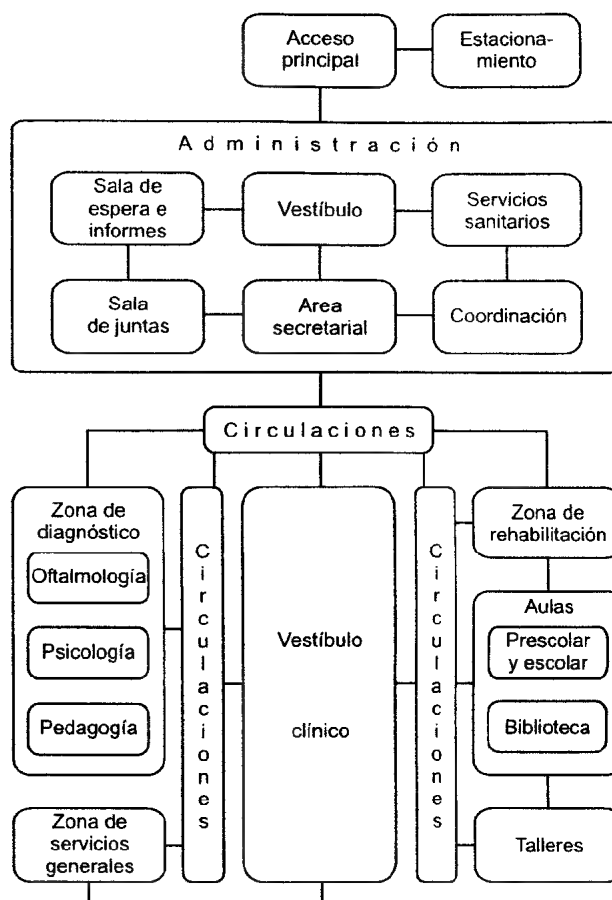 Acceso
principal
Estaciona-
miento
Administración
Sala de
espera e
informes
Vestíbulo
Servicios
sanitarios
Sala
de juntas
Area
secretarial
Coordinación
Circulaciones
Zona de
diagnóstico
Oftalmología
Psicología
Pedagogía
Circulaciones
Vestíbulo
clínico
Circulaciones
Zona de
rehabilitación
Aulas
Prescolar
y escolar
Biblioteca
Zona de
servicios
generales
Talleres